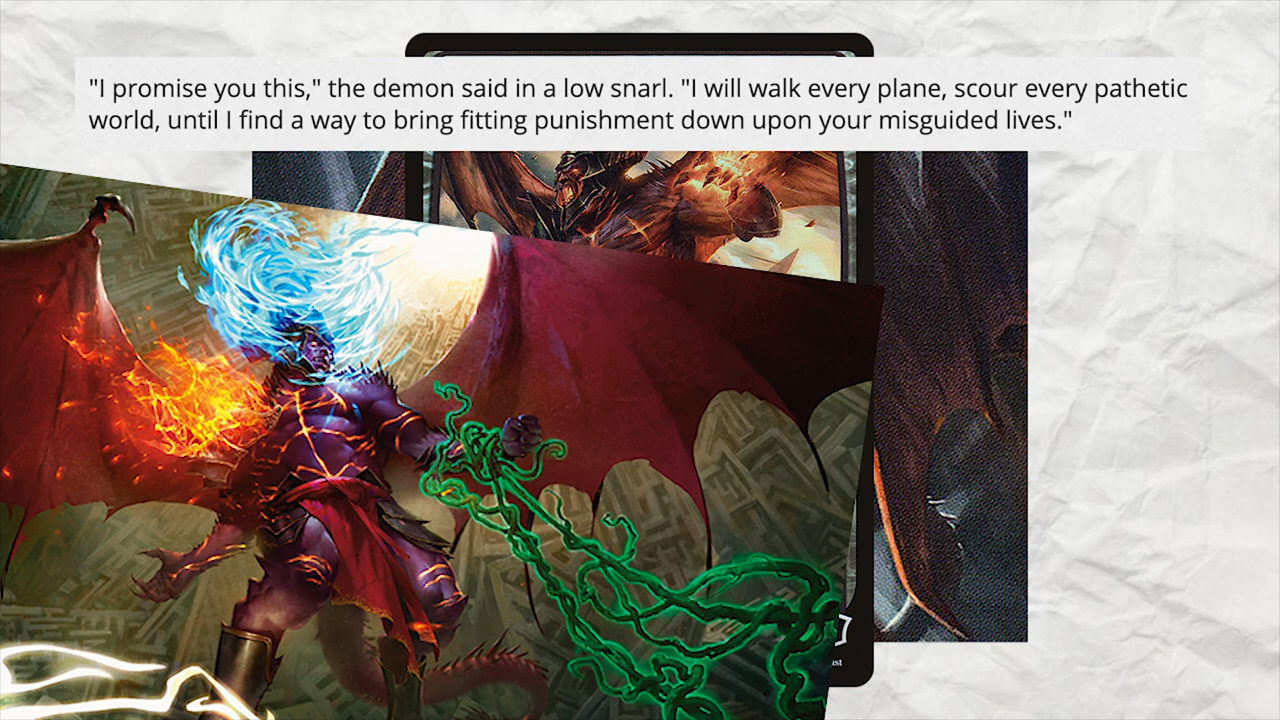 "I promise you this," the demon said in a low snarl. "I will walk every plane, scour every pathetic
world, until I find a way to bring fitting punishment down upon your misguided lives."